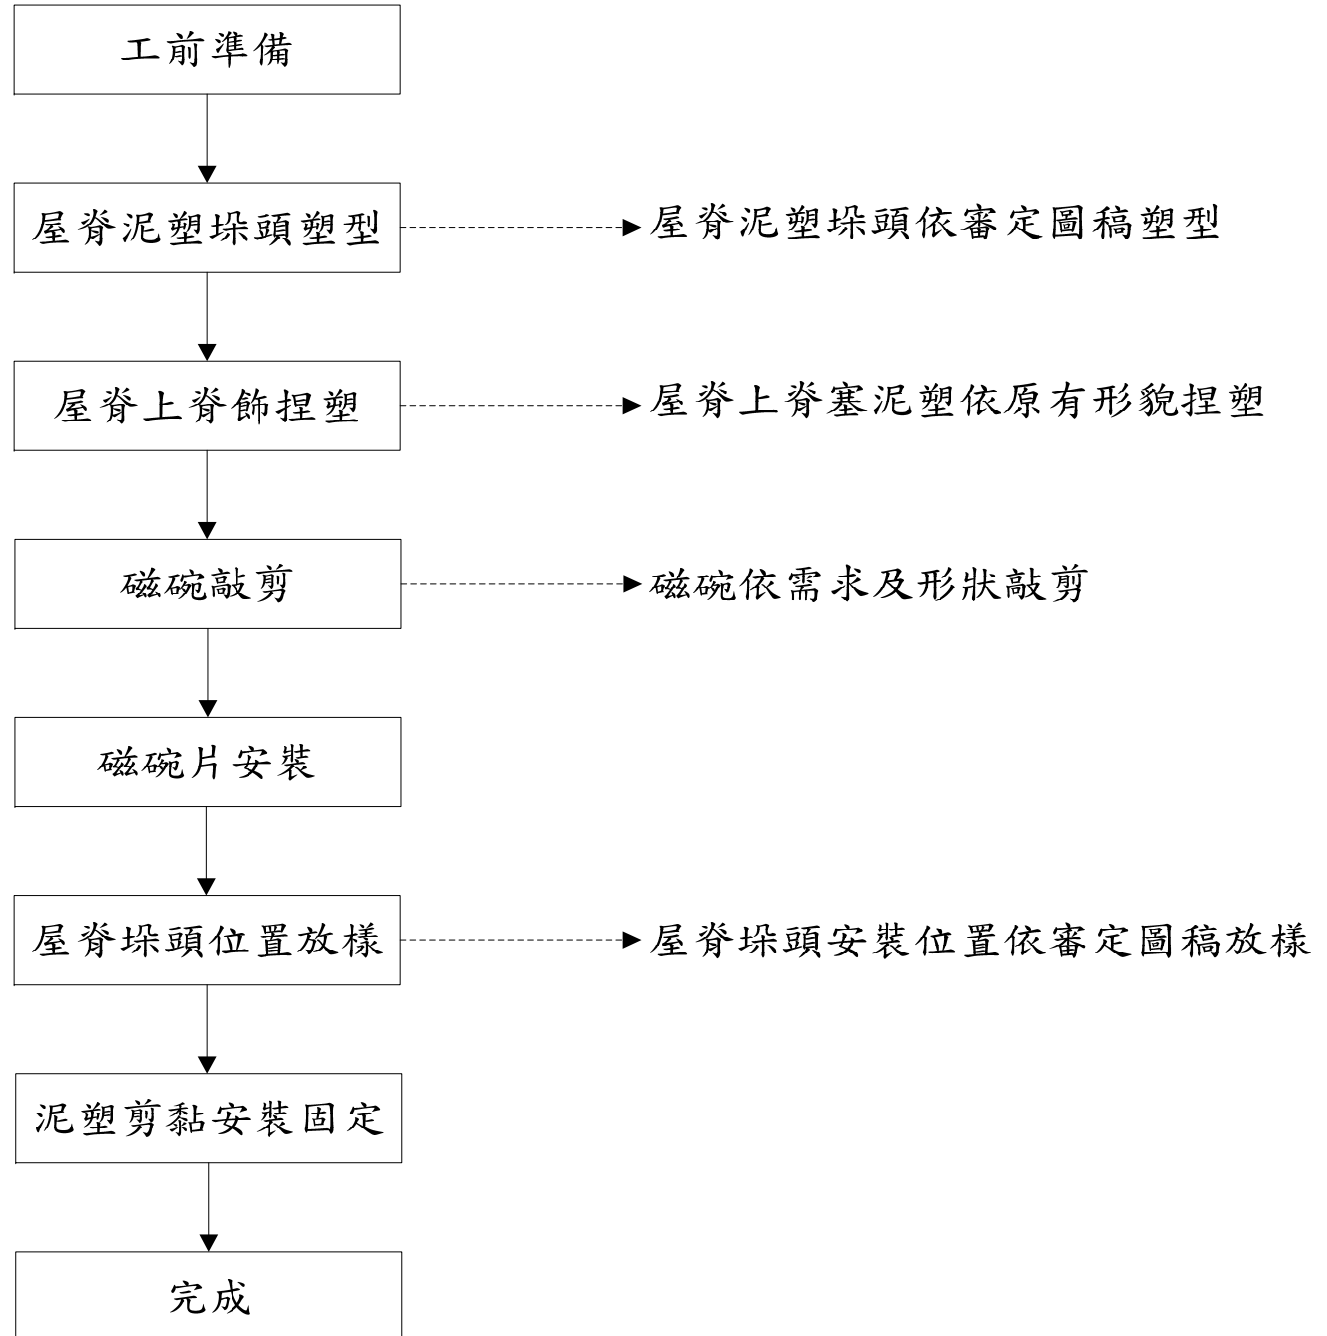 工前準備
屋脊泥塑垛頭塑型
屋脊泥塑垛頭依審定圖稿塑型
屋脊上脊飾捏塑
屋脊上脊塞泥塑依原有形貌捏塑
磁碗敲剪
磁碗依需求及形狀敲剪
磁碗片安裝
屋脊垛頭位置放樣
屋脊垛頭安裝位置依審定圖稿放樣
泥塑剪黏安裝固定
完成